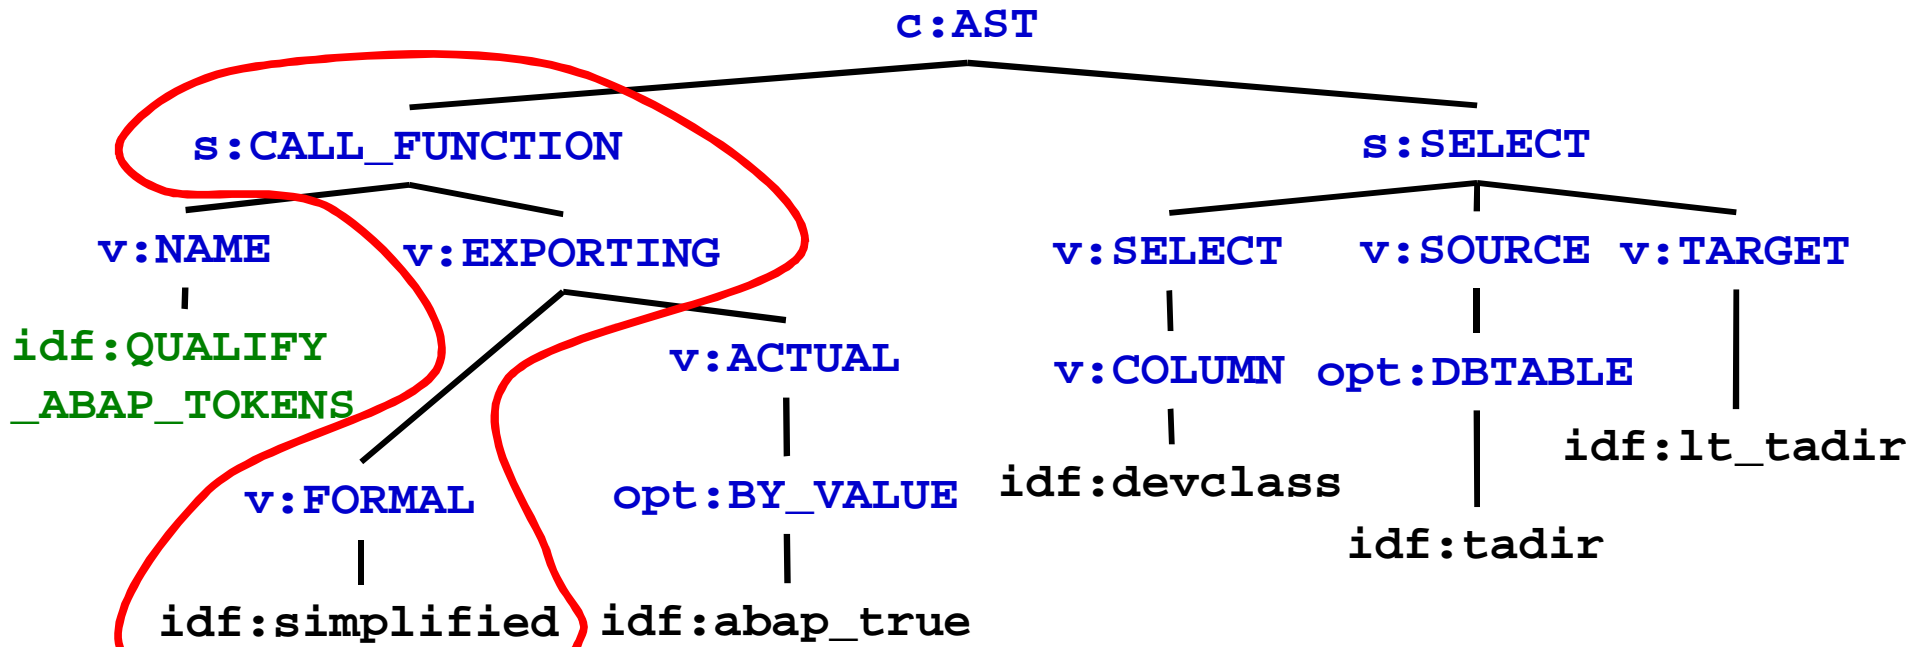 c:AST
s:CALL_FUNCTION
s:SELECT
v:NAME
v:EXPORTING
v:SELECT
v:SOURCE
v:TARGET
idf:QUALIFY
_ABAP_TOKENS
v:ACTUAL
v:COLUMN
opt:DBTABLE
idf:lt_tadir
v:FORMAL
opt:BY_VALUE
idf:devclass
idf:tadir
idf:simplified
idf:abap_true